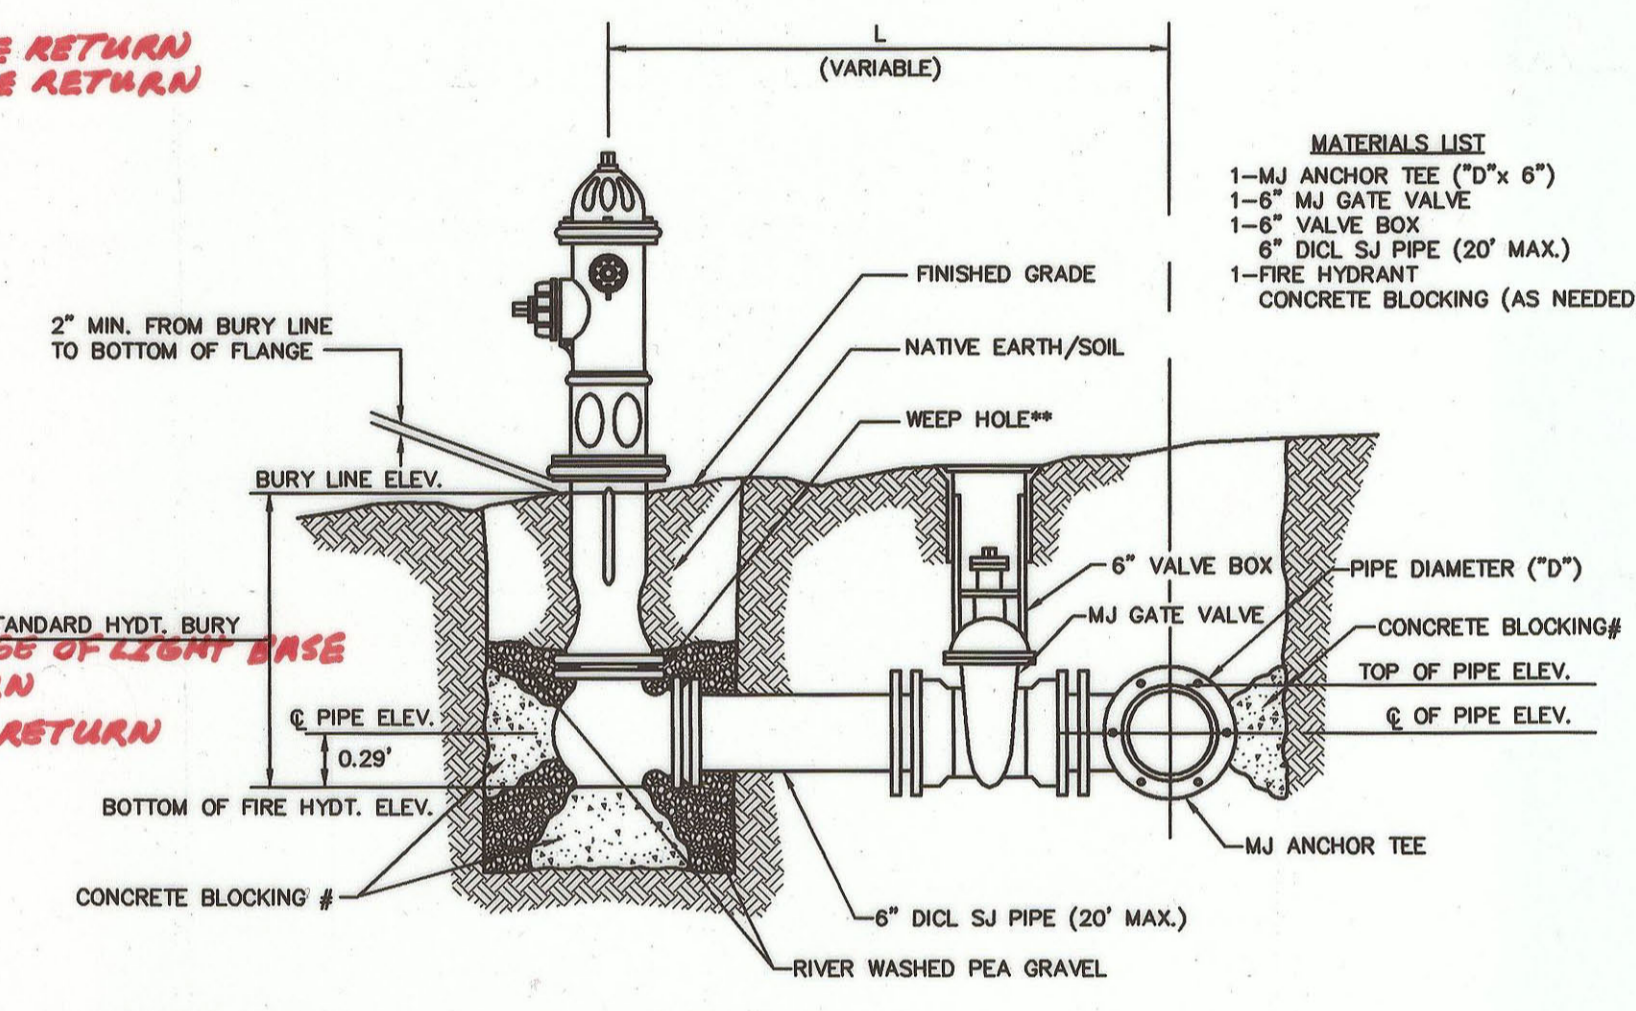 RETURN
RETURN
L
(VARIABLE)
MATERIALS LIST
1-MJ ANCHOR TEE ("D"x 6")
1-6" MJ GATE VALVE
1-6" VALVE BOX
6" DICL SJ PIPE (20' MAX.)
1-FIRE HYDRANT
CONCRETE BLOCKING (AS NEEDED
FINISHED GRADE
2" MIN. FROM BURY LINE
TO BOTTOM OF FLANGE
NATIVE EARTH/SOIL
WEEP HOLE**
BURY LINE ELEV.
6" VALVE BOX
PIPE DIAMETER ("D")
MJ GATE VALVE
TANDARD HYDT. BURY
CONCRETE BLOCKING#
OF LIGHT BASE
TOP OF PIPE ELEV.
℄ PIPE ELEV.
℄ OF PIPE ELEV.
RETURN
0.29'
BOTTOM OF FIRE HYDT. ELEV.
MJ ANCHOR TEE
CONCRETE BLOCKING #
6" DICL SJ PIPE (20' MAX.)
RIVER WASHED PEA GRAVEL